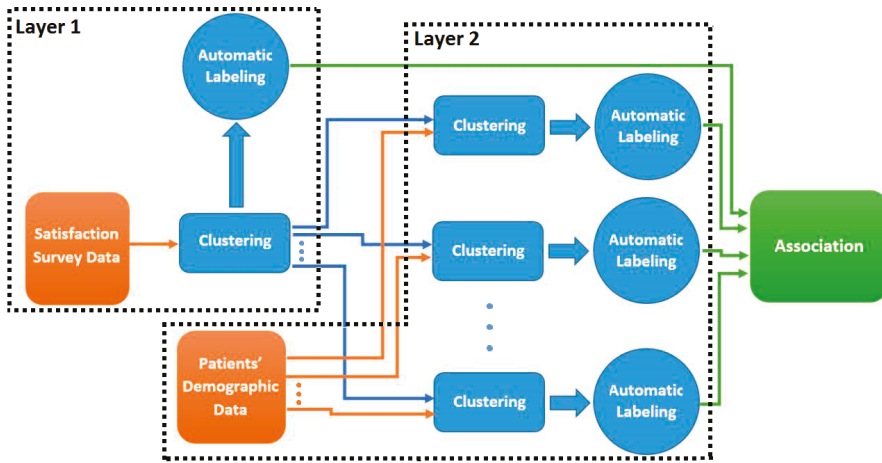 Layer 1
Automatic
Labeling
Satisfaction
Survey Data
Clustering
Layer 2
Clustering
Automatic
Labeling
Clustering
Automatic
Labeling
Patients’
Demographic
Data
Clustering
Automatic
Labeling
Association